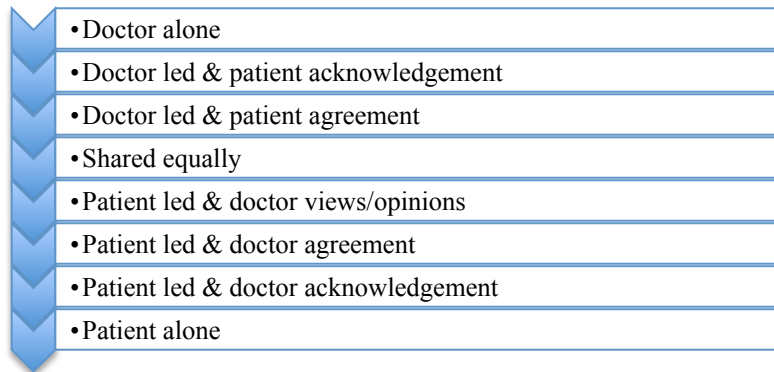 •Doctor alone
•Doctor led & patient acknowledgement
•Doctor led & patient agreement
•Shared equally
•Patient led & doctor views/opinions
•Patient led & doctor agreement
•Patient led & doctor acknowledgement
•Patient alone